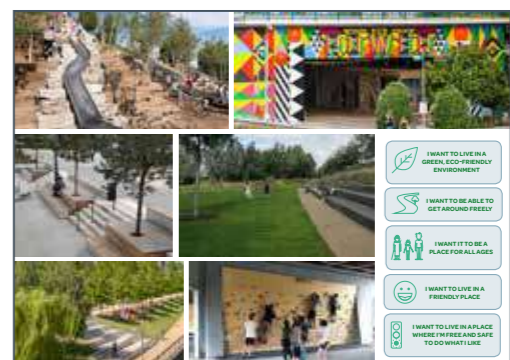 I WANT TO LIVE IN A
GREEN, ECO-FRIENDLY
ENVIRONMENT
I WANT TO BE ABLE TO
GET AROUND FREELY
I WANT IT TO BE A
PLACE FOR ALL AGES
I WANT TO LIVE IN A
FRIENDLY PLACE
I WANT TO LIVE IN A PLACE
WHERE I'M FREE AND SAFE
TO DO WHAT I LIKE